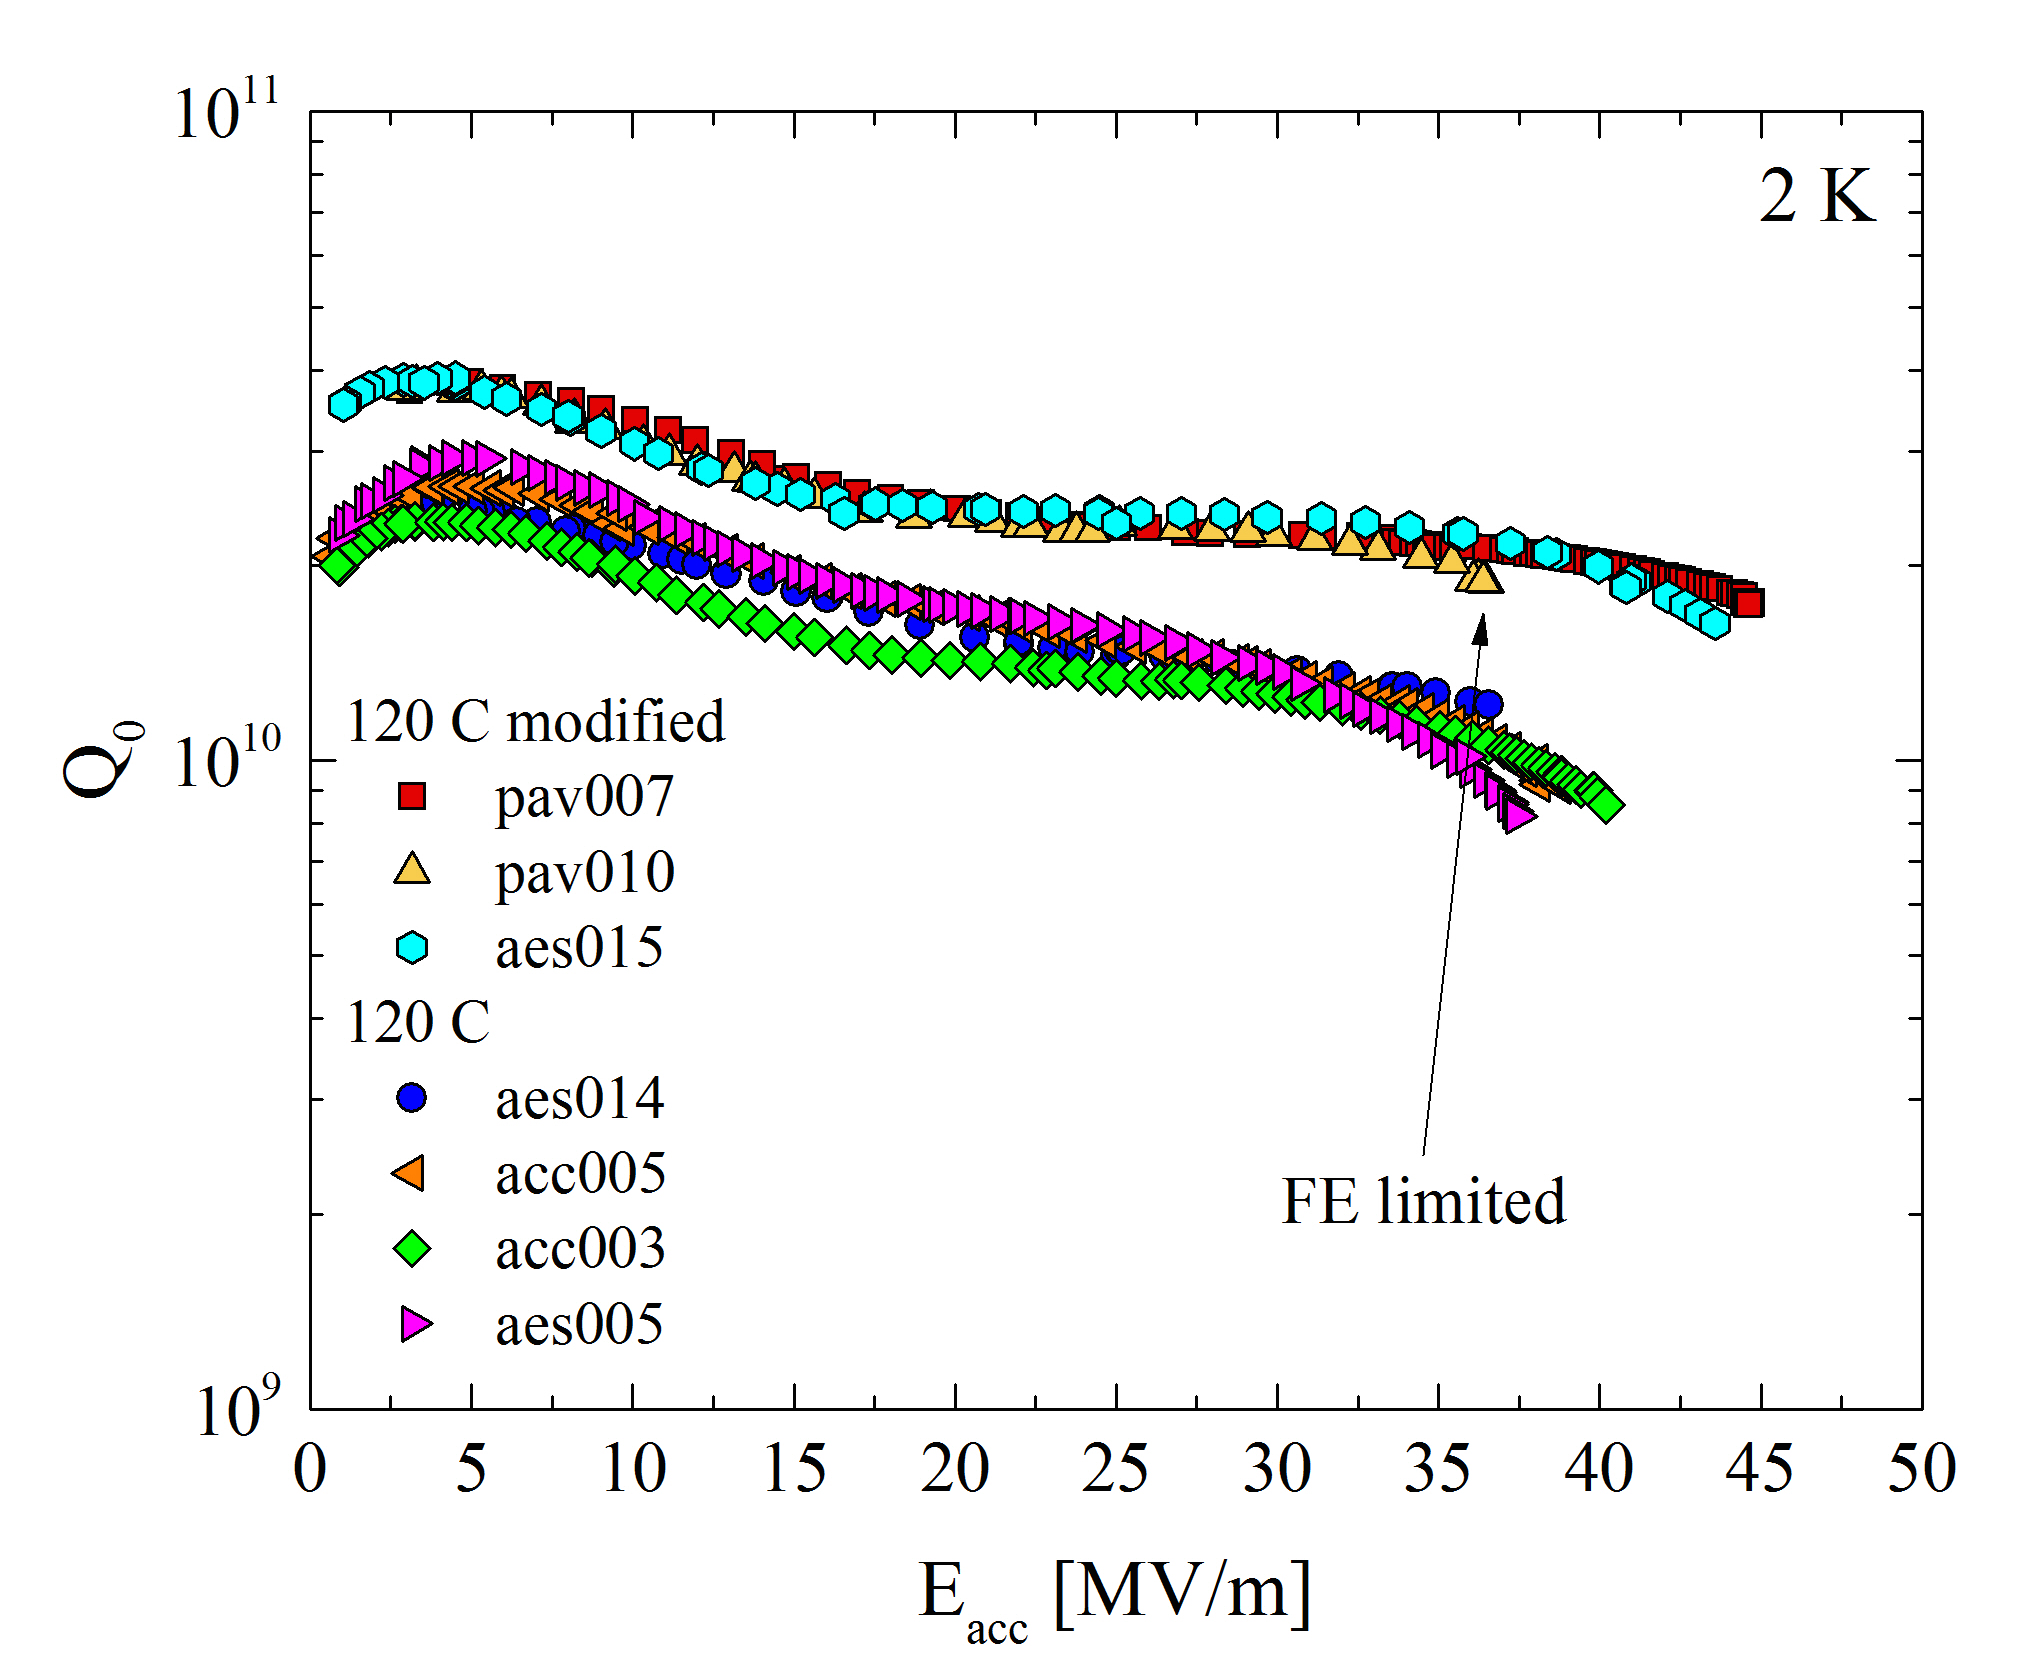 10^11
2 K
Q_0
10^10
120 C modified
pav007
pav010
aes015
120 C
aes014
acc005
acc003
aes005
FE limited
10^9
0 5 10 15 20 25 30 35 40 45 50
E_acc [MV/m]